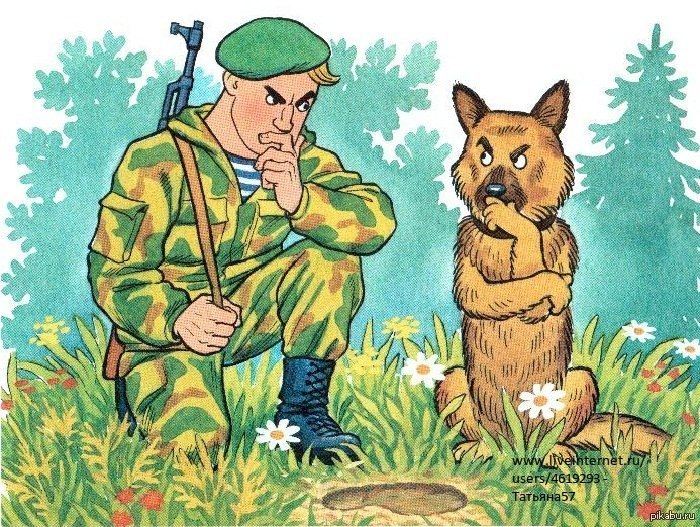 www.liveinternet.ru/
users/4619293 -
Татьяна57
pikabu.ru